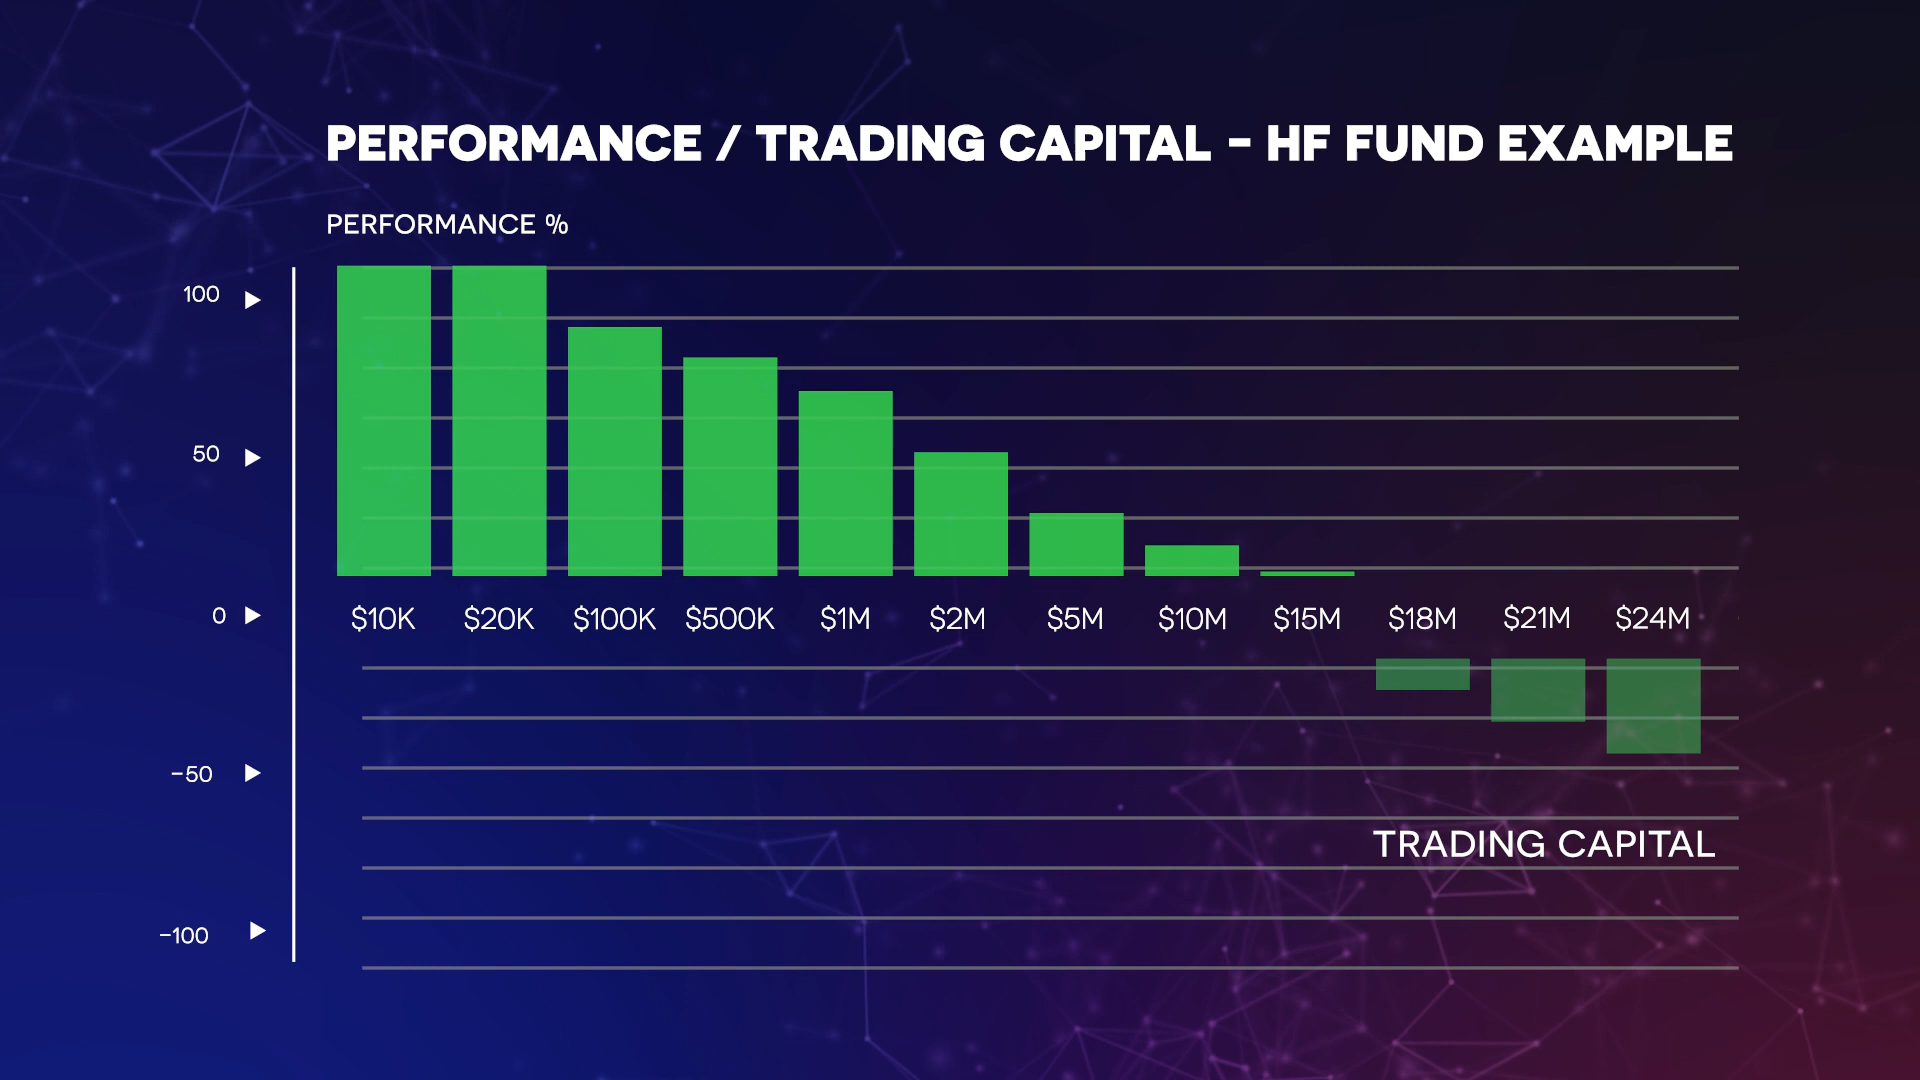 PERFORMANCE / TRADING CAPITAL - HF FUND EXAMPLE
PERFORMANCE %
100
50
0
$10K $20K $100K $500K $1M $2M $5M $10M $15M $18M $21M $24M
-50
TRADING CAPITAL
-100